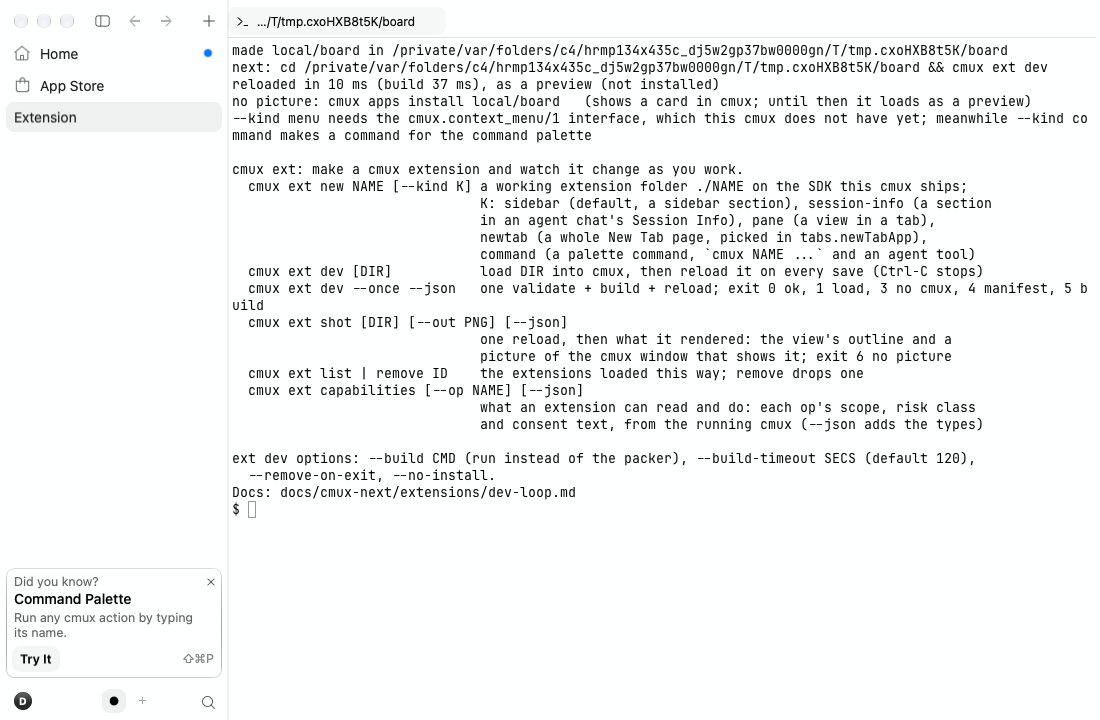 >_ .../T/tmp.cxoHXB8t5K/board
Home
App Store
Extension
made local/board in /private/var/folders/c4/hrmp134x435c_dj5w2gp37bw0000gn/T/tmp.cxoHXB8t5K/board
next: cd /private/var/folders/c4/hrmp134x435c_dj5w2gp37bw0000gn/T/tmp.cxoHXB8t5K/board && cmux ext dev
reloaded in 10 ms (build 37 ms), as a preview (not installed)
no picture: cmux apps install local/board   (shows a card in cmux; until then it loads as a preview)
--kind menu needs the cmux.context_menu/1 interface, which this cmux does not have yet; meanwhile --kind co
mmand makes a command for the command palette
cmux ext: make a cmux extension and watch it change as you work.
cmux ext new NAME [--kind K] a working extension folder ./NAME on the SDK this cmux ships;
K: sidebar (default, a sidebar section), session-info (a section
in an agent chat's Session Info), pane (a view in a tab),
newtab (a whole New Tab page, picked in tabs.newTabApp),
command (a palette command, `cmux NAME ...` and an agent tool)
cmux ext dev [DIR]           load DIR into cmux, then reload it on every save (Ctrl-C stops)
cmux ext dev --once --json   one validate + build + reload; exit 0 ok, 1 load, 3 no cmux, 4 manifest, 5 b
uild
cmux ext shot [DIR] [--out PNG] [--json]
one reload, then what it rendered: the view's outline and a
picture of the cmux window that shows it; exit 6 no picture
cmux ext list | remove ID    the extensions loaded this way; remove drops one
cmux ext capabilities [--op NAME] [--json]
what an extension can read and do: each op's scope, risk class
and consent text, from the running cmux (--json adds the types)
ext dev options: --build CMD (run instead of the packer), --build-timeout SECS (default 120),
--remove-on-exit, --no-install.
Docs: docs/cmux-next/extensions/dev-loop.md
$
Did you know?
Command Palette
Run any cmux action by typing
its name.
Try It ⇧⌘P
D